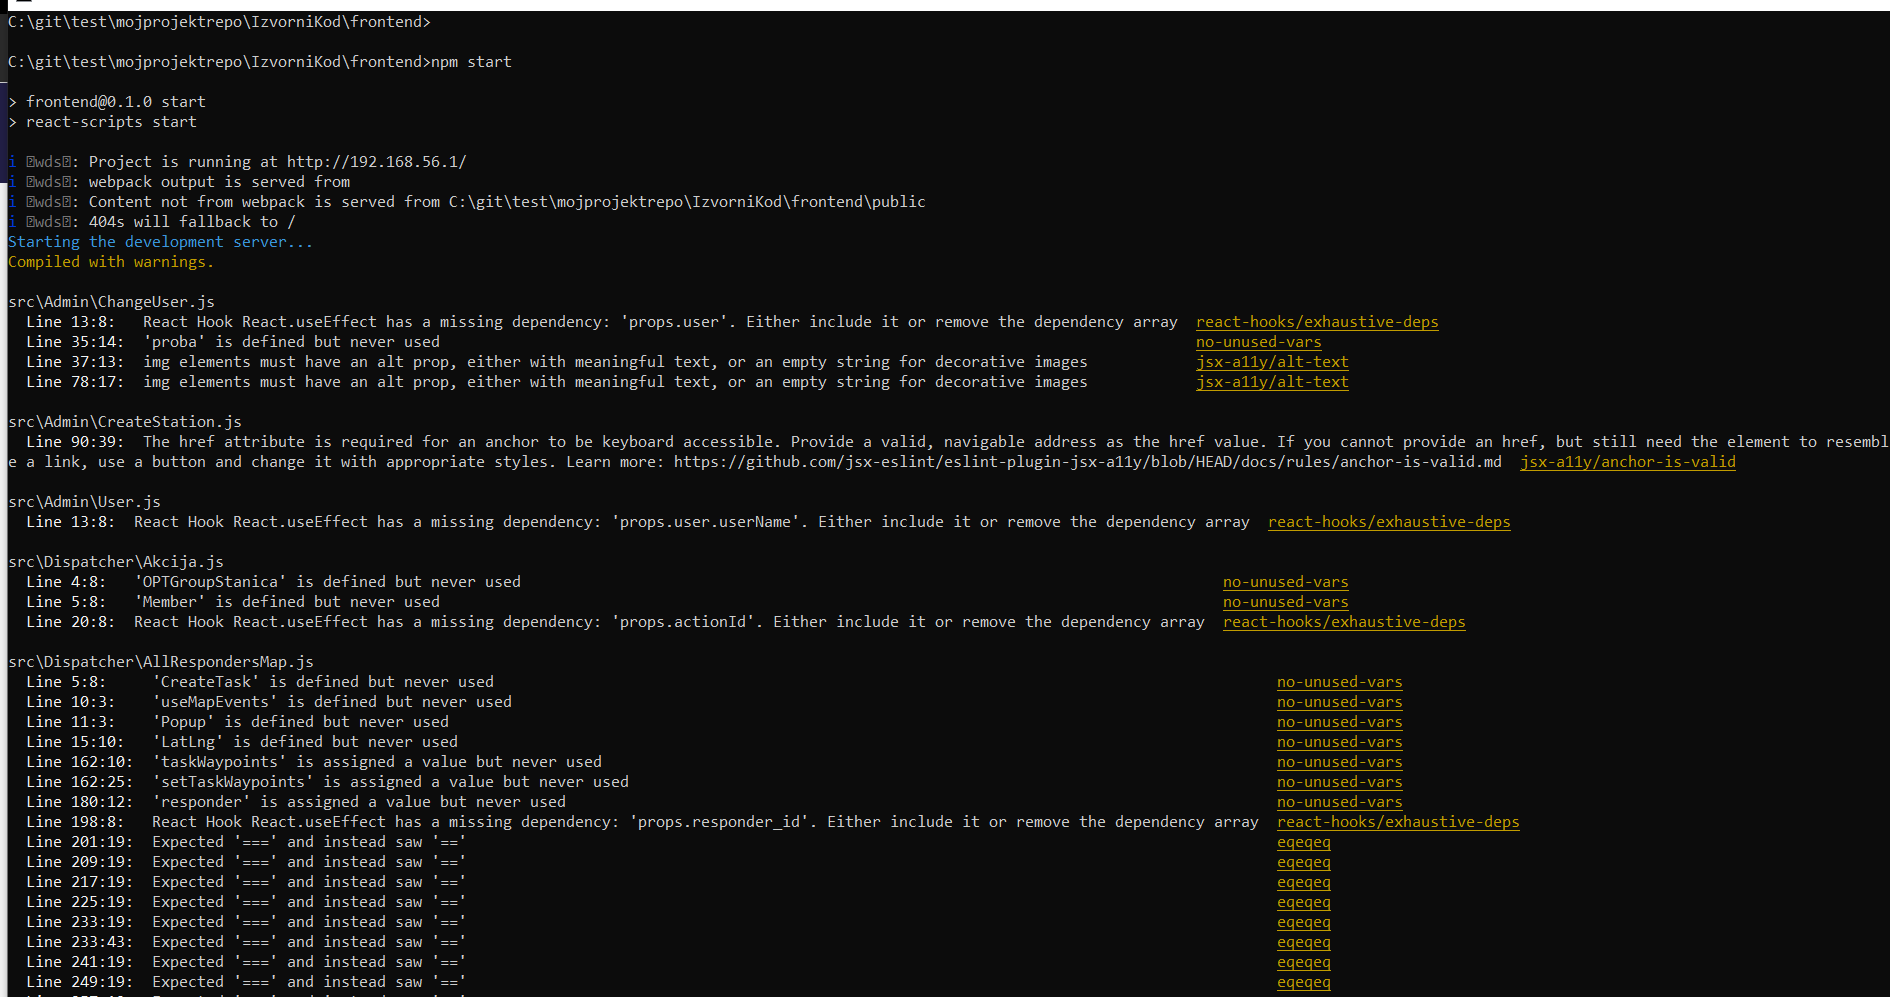 C:\git\test\mojprojektrepo\IzvorniKod\frontend>
C:\git\test\mojprojektrepo\IzvorniKod\frontend>npm start
> frontend@0.1.0 start
> react-scripts start
i ⍰wds⍰: Project is running at http://192.168.56.1/
i ⍰wds⍰: webpack output is served from
i ⍰wds⍰: Content not from webpack is served from C:\git\test\mojprojektrepo\IzvorniKod\frontend\public
i ⍰wds⍰: 404s will fallback to /
Starting the development server...
Compiled with warnings.
src\Admin\ChangeUser.js
Line 13:8: React Hook React.useEffect has a missing dependency: 'props.user'. Either include it or remove the dependency array react-hooks/exhaustive-deps
Line 35:14: 'proba' is defined but never used no-unused-vars
Line 37:13: img elements must have an alt prop, either with meaningful text, or an empty string for decorative images jsx-a11y/alt-text
Line 78:17: img elements must have an alt prop, either with meaningful text, or an empty string for decorative images jsx-a11y/alt-text
src\Admin\CreateStation.js
Line 90:39: The href attribute is required for an anchor to be keyboard accessible. Provide a valid, navigable address as the href value. If you cannot provide an href, but still need the element to resembl
e a link, use a button and change it with appropriate styles. Learn more: https://github.com/jsx-eslint/eslint-plugin-jsx-a11y/blob/HEAD/docs/rules/anchor-is-valid.md jsx-a11y/anchor-is-valid
src\Admin\User.js
Line 13:8: React Hook React.useEffect has a missing dependency: 'props.user.userName'. Either include it or remove the dependency array react-hooks/exhaustive-deps
src\Dispatcher\Akcija.js
Line 4:8: 'OPTGroupStanica' is defined but never used no-unused-vars
Line 5:8: 'Member' is defined but never used no-unused-vars
Line 20:8: React Hook React.useEffect has a missing dependency: 'props.actionId'. Either include it or remove the dependency array react-hooks/exhaustive-deps
src\Dispatcher\AllRespondersMap.js
Line 5:8: 'CreateTask' is defined but never used no-unused-vars
Line 10:3: 'useMapEvents' is defined but never used no-unused-vars
Line 11:3: 'Popup' is defined but never used no-unused-vars
Line 15:10: 'LatLng' is defined but never used no-unused-vars
Line 162:10: 'taskWaypoints' is assigned a value but never used no-unused-vars
Line 162:25: 'setTaskWaypoints' is assigned a value but never used no-unused-vars
Line 180:12: 'responder' is assigned a value but never used no-unused-vars
Line 198:8: React Hook React.useEffect has a missing dependency: 'props.responder_id'. Either include it or remove the dependency array react-hooks/exhaustive-deps
Line 201:19: Expected '===' and instead saw '==' eqeqeq
Line 209:19: Expected '===' and instead saw '==' eqeqeq
Line 217:19: Expected '===' and instead saw '==' eqeqeq
Line 225:19: Expected '===' and instead saw '==' eqeqeq
Line 233:19: Expected '===' and instead saw '==' eqeqeq
Line 233:43: Expected '===' and instead saw '==' eqeqeq
Line 241:19: Expected '===' and instead saw '==' eqeqeq
Line 249:19: Expected '===' and instead saw '==' eqeqeq